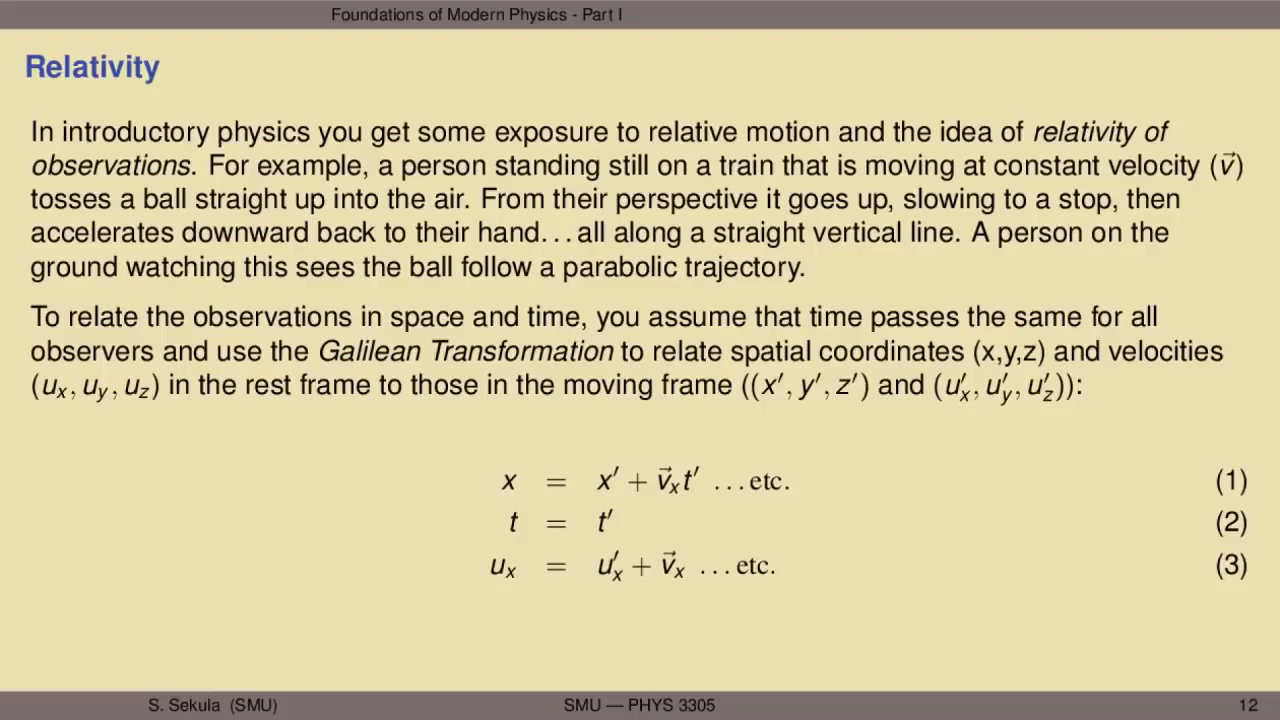 Foundations of Modern Physics - Part I
Relativity
In introductory physics you get some exposure to relative motion and the idea of relativity of
observations. For example, a person standing still on a train that is moving at constant velocity (v⃗)
tosses a ball straight up into the air. From their perspective it goes up, slowing to a stop, then
accelerates downward back to their hand...all along a straight vertical line. A person on the
ground watching this sees the ball follow a parabolic trajectory.
To relate the observations in space and time, you assume that time passes the same for all
observers and use the Galilean Transformation to relate spatial coordinates (x,y,z) and velocities
(uₓ, u_y, u_z) in the rest frame to those in the moving frame ((x′, y′, z′) and (u′ₓ, u′_y, u′_z)):
x = x′ + v⃗ₓt′ ...etc. (1)
t = t′ (2)
uₓ = u′ₓ + v⃗ₓ ...etc. (3)
S. Sekula (SMU) SMU — PHYS 3305 12